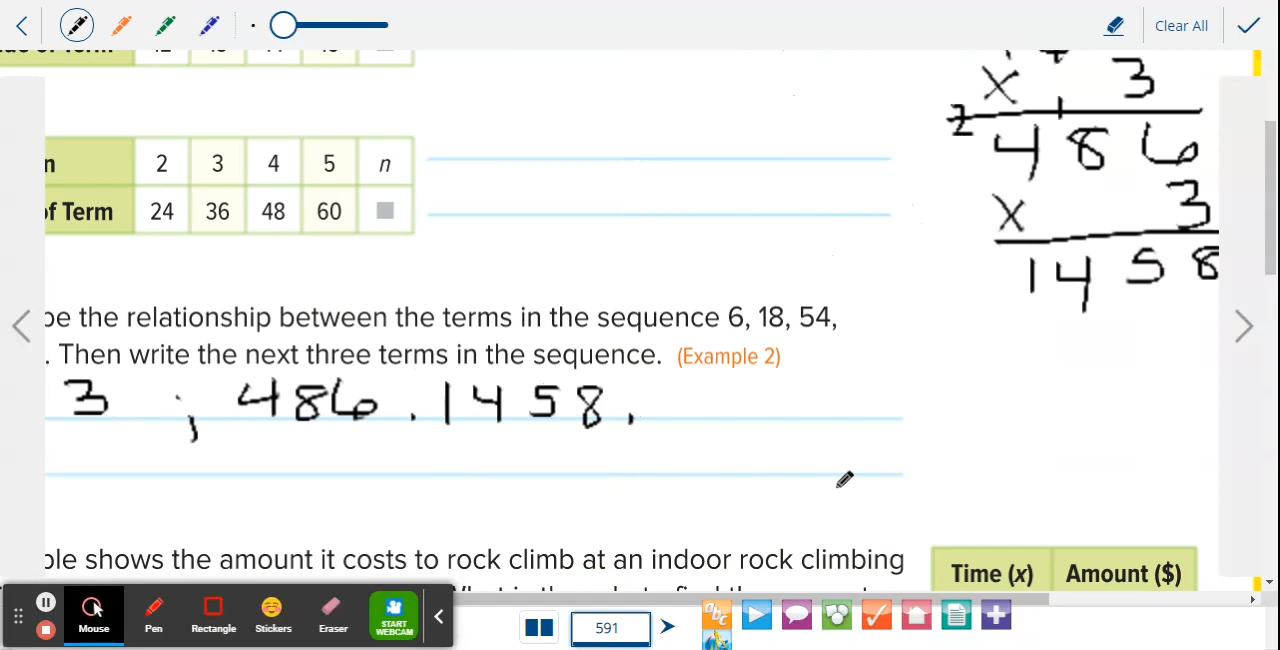 Clear All
x 3
2
486
n 2 3 4 5 n
x 3
of Term 24 36 48 60
1458
be the relationship between the terms in the sequence 6, 18, 54,
. Then write the next three terms in the sequence. (Example 2)
3 ; 486 . 1458 ,
ble shows the amount it costs to rock climb at an indoor rock climbing
Time (x) Amount ($)
Mouse Pen Rectangle Stickers Eraser START WEBCAM
591
abc